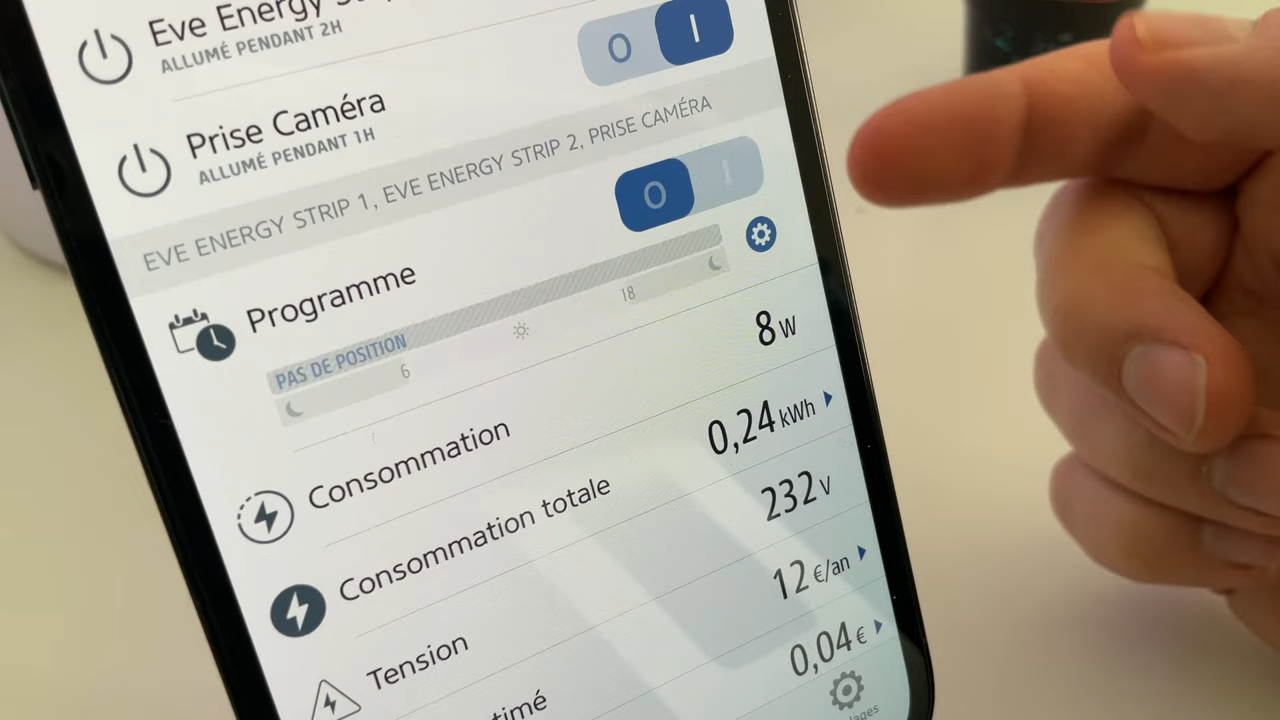 Eve Energy
ALLUMÉ PENDANT 2H
O I
Prise Caméra
ALLUMÉ PENDANT 1H
EVE ENERGY STRIP 1, EVE ENERGY STRIP 2, PRISE CAMÉRA
Programme
O I
PAS DE POSITION
6 18
Consommation 8 W
Consommation totale 0,24 kWh
Tension 232 V
timé 12 €/an
0,04 €
lages